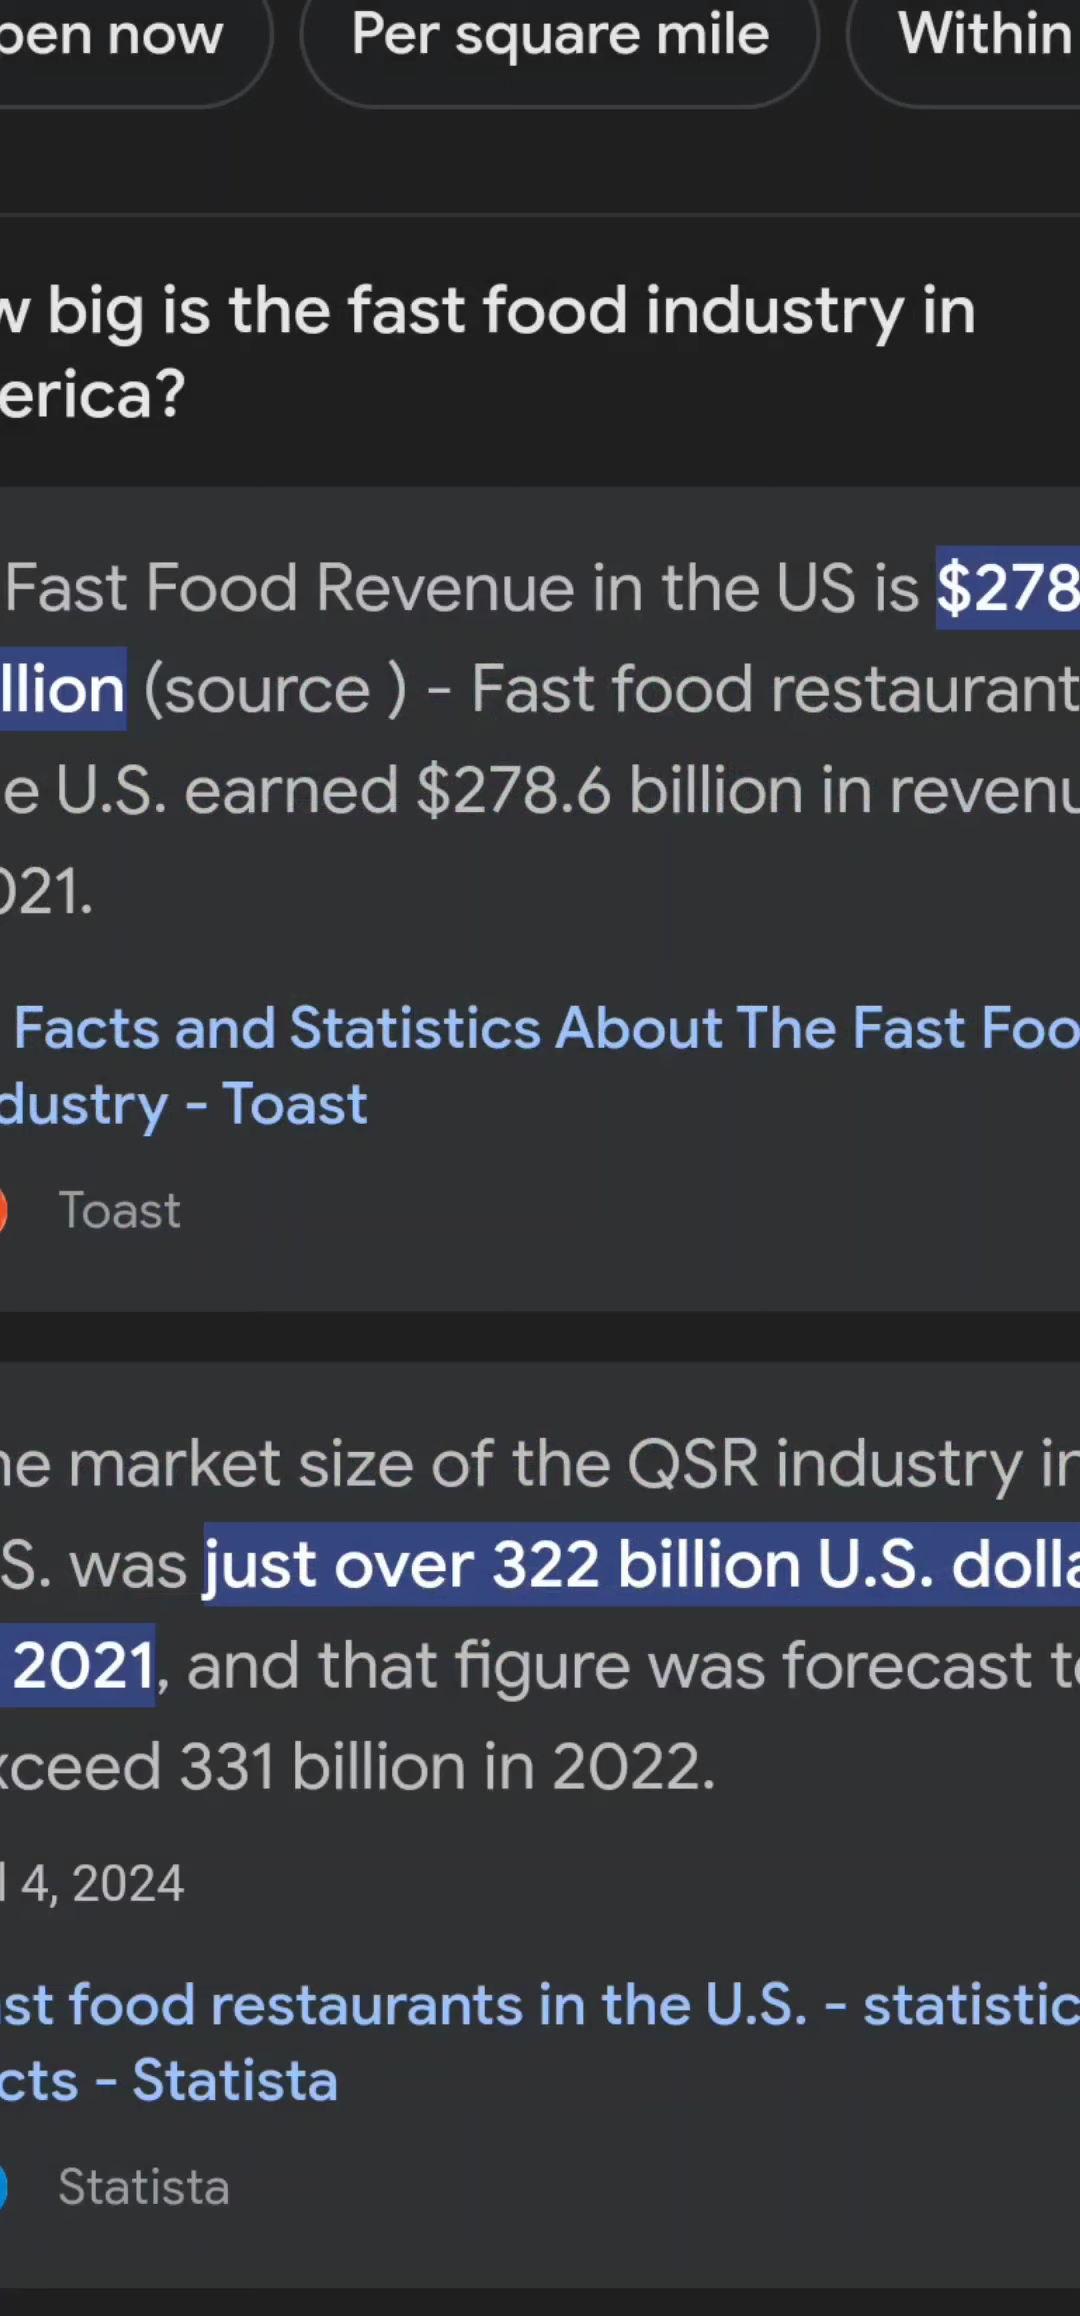 pen now Per square mile Within
w big is the fast food industry in
erica?
Fast Food Revenue in the US is $278
llion (source ) - Fast food restaurant
e U.S. earned $278.6 billion in revenu
021.
Facts and Statistics About The Fast Foo
dustry - Toast
Toast
ne market size of the QSR industry in
S. was just over 322 billion U.S. dolla
2021, and that figure was forecast to
xceed 331 billion in 2022.
l 4, 2024
st food restaurants in the U.S. - statistic
cts - Statista
Statista